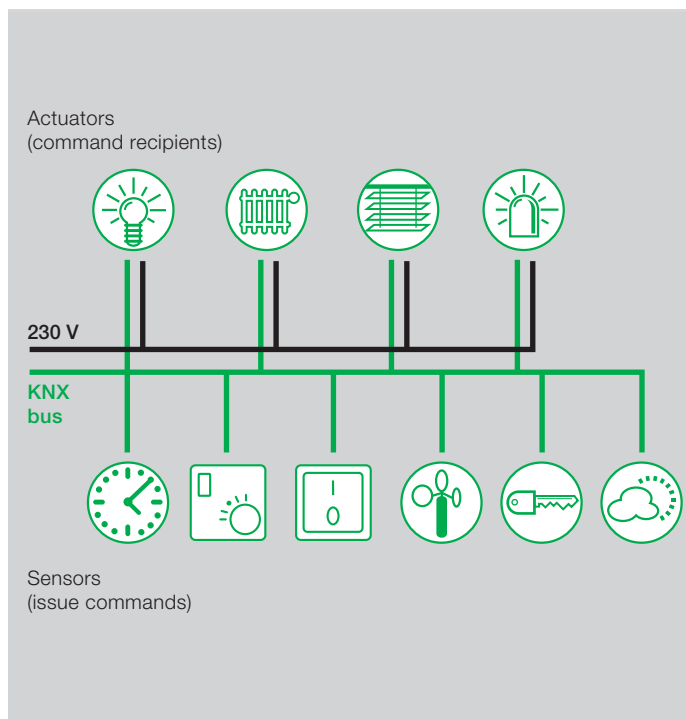 Actuators
(command recipients)
230 V
KNX
bus
Sensors
(issue commands)